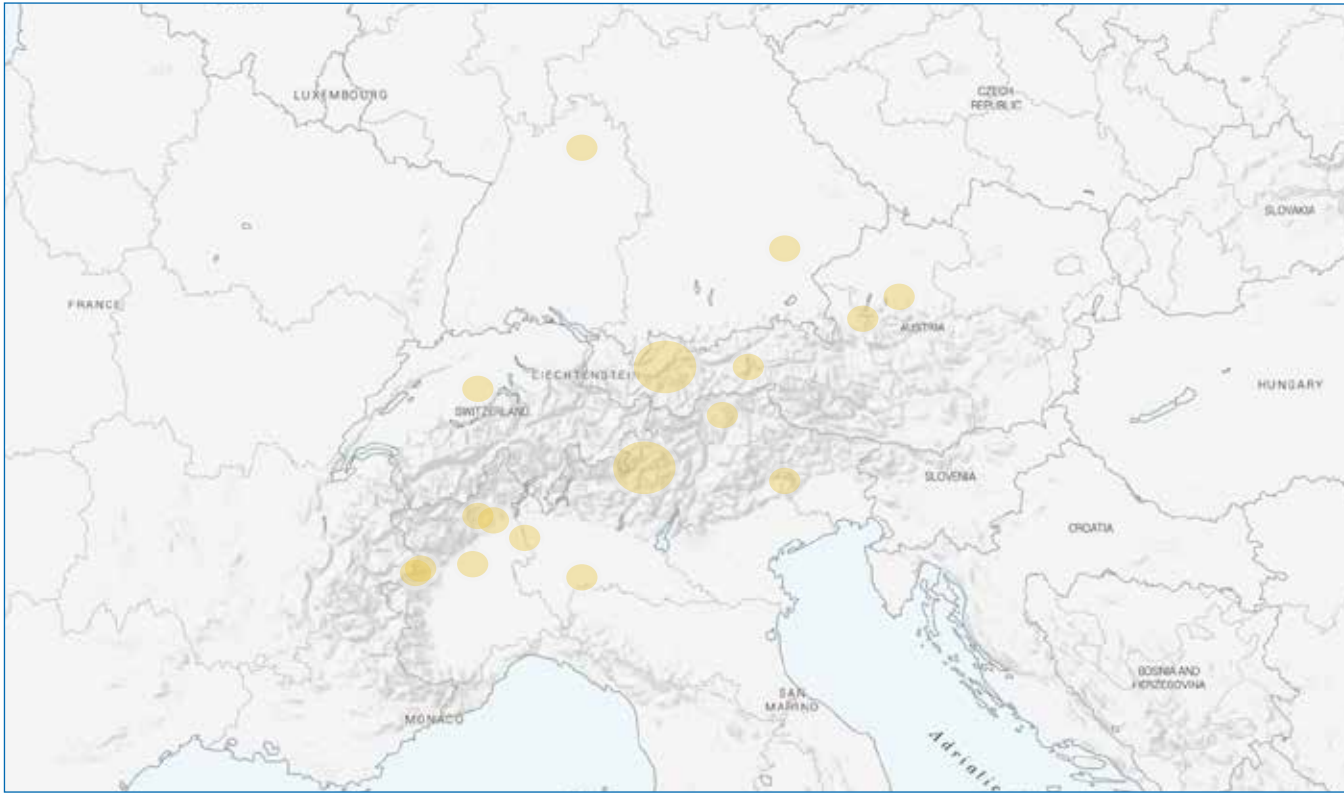 LUXEMBOURG
CZECH
REPUBLIC
SLOVAKIA
FRANCE
AUSTRIA
LIECHTENSTEIN
HUNGARY
SWITZERLAND
SLOVENIA
CROATIA
BOSNIA AND
HERZEGOVINA
SAN
MARINO
MONACO
Adriatic